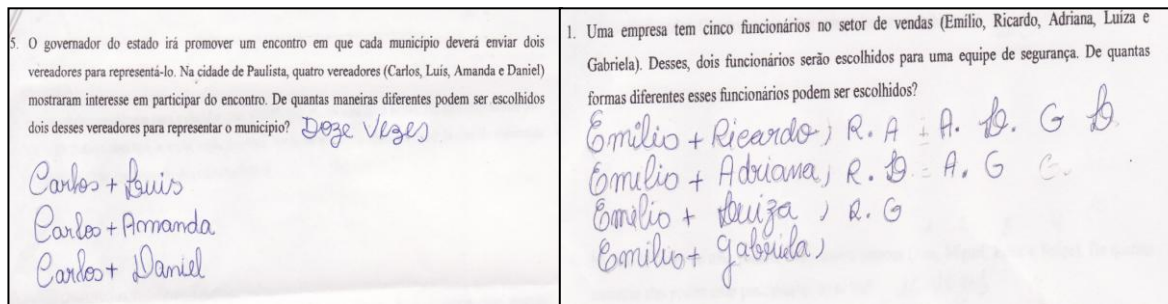 5. O governador do estado irá promover um encontro em que cada município deverá enviar dois
vereadores para representá-lo. Na cidade de Paulista, quatro vereadores (Carlos, Luís, Amanda e Daniel)
mostraram interesse em participar do encontro. De quantas maneiras diferentes podem ser escolhidos
dois desses vereadores para representar o município? Doze Vezes
Carlos + Luis
Carlos + Amanda
Carlos + Daniel
1. Uma empresa tem cinco funcionários no setor de vendas (Emílio, Ricardo, Adriana, Luíza e
Gabriela). Desses, dois funcionários serão escolhidos para uma equipe de segurança. De quantas
formas diferentes esses funcionários podem ser escolhidos?
Emilio + Ricardo, R. A A. L. G L
Emilio + Adriana, R. L A. G
Emilio + Luiza , R. G
Emilio + gabriela,